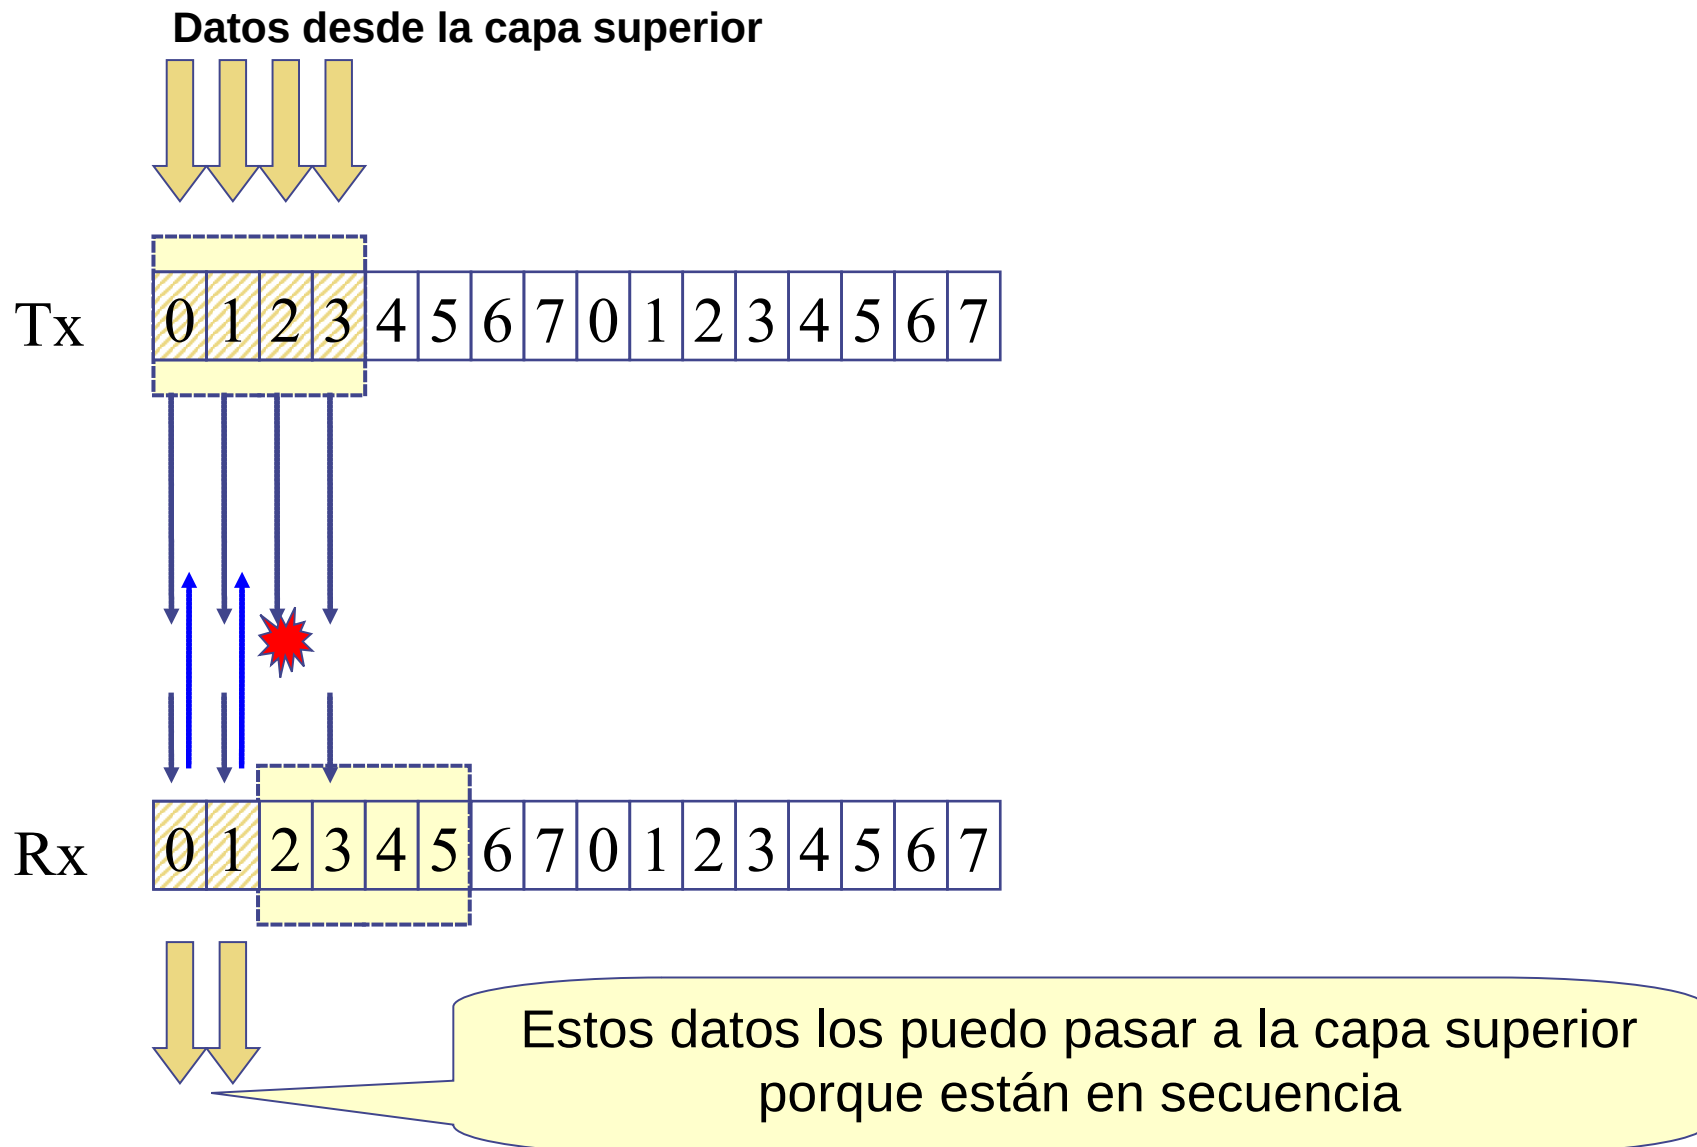 Datos desde la capa superior
Tx 0 1 2 3 4 5 6 7 0 1 2 3 4 5 6 7
Rx 0 1 2 3 4 5 6 7 0 1 2 3 4 5 6 7
Estos datos los puedo pasar a la capa superior
porque están en secuencia